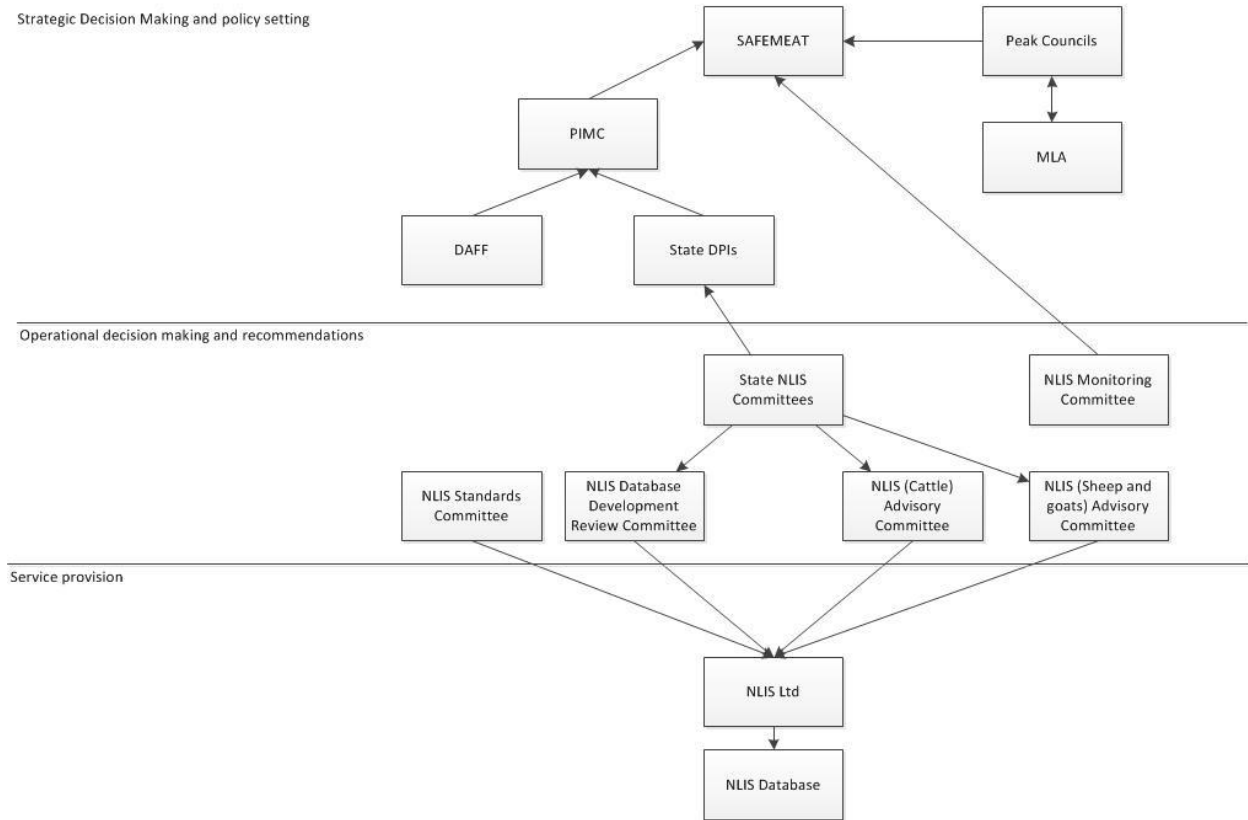 Strategic Decision Making and policy setting
SAFEMEAT
Peak Councils
PIMC
MLA
DAFF
State DPIs
Operational decision making and recommendations
State NLIS
Committees
NLIS Monitoring
Committee
NLIS Standards
Committee
NLIS Database
Development
Review Committee
NLIS (Cattle)
Advisory
Committee
NLIS (Sheep and
goats) Advisory
Committee
Service provision
NLIS Ltd
NLIS Database